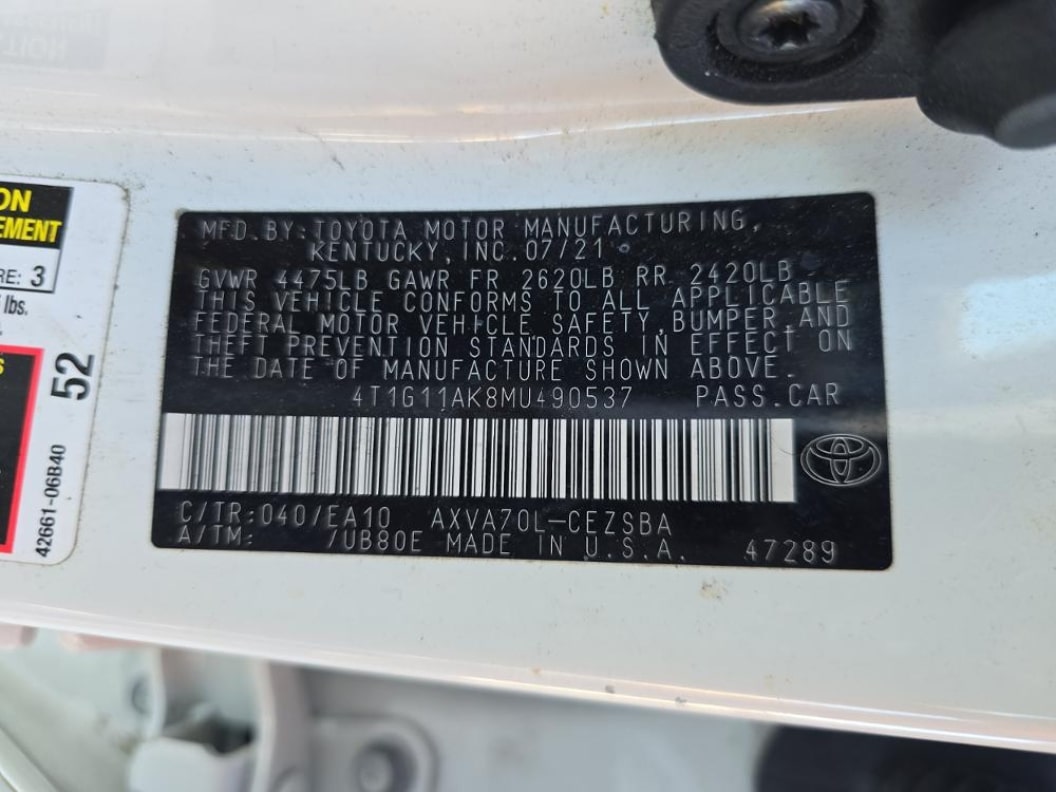 MFD.BY:TOYOTA MOTOR MANUFACTURING,
KENTUCKY,INC.07/21
GVWR 4475LB GAWR FR 2620LB RR 2420LB
THIS VEHICLE CONFORMS TO ALL APPLICABLE
FEDERAL MOTOR VEHICLE SAFETY,BUMPER,AND
THEFT PREVENTION STANDARDS IN EFFECT ON
THE DATE OF MANUFACTURE SHOWN ABOVE.
4T1G11AK8MU490537 PASS.CAR
C/TR:040/EA10 AXVA70L-CEZSBA
A/TM: /UB80E MADE IN U.S.A. 47289
ON
EMENT
RE: 3
lbs.
S
52
42661-06B40